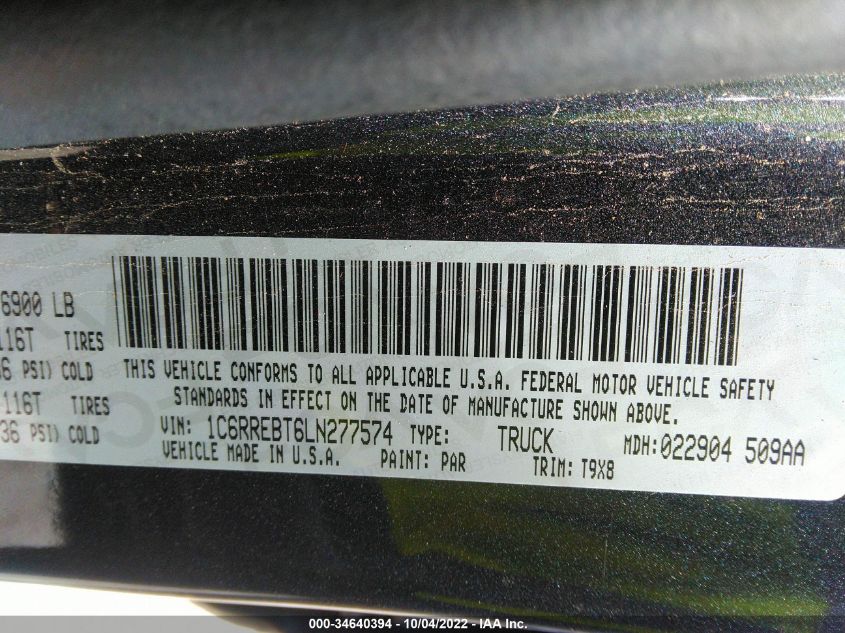 6900 LB
116T TIRES
36 PSI) COLD
116T TIRES
36 PSI) COLD
THIS VEHICLE CONFORMS TO ALL APPLICABLE U.S.A. FEDERAL MOTOR VEHICLE SAFETY
STANDARDS IN EFFECT ON THE DATE OF MANUFACTURE SHOWN ABOVE.
VIN: 1C6RREBT6LN277574 TYPE: TRUCK MDH:022904 509AA
VEHICLE MADE IN U.S.A. PAINT: PAR TRIM: T9X8
000-34640394 - 10/04/2022 - IAA Inc.